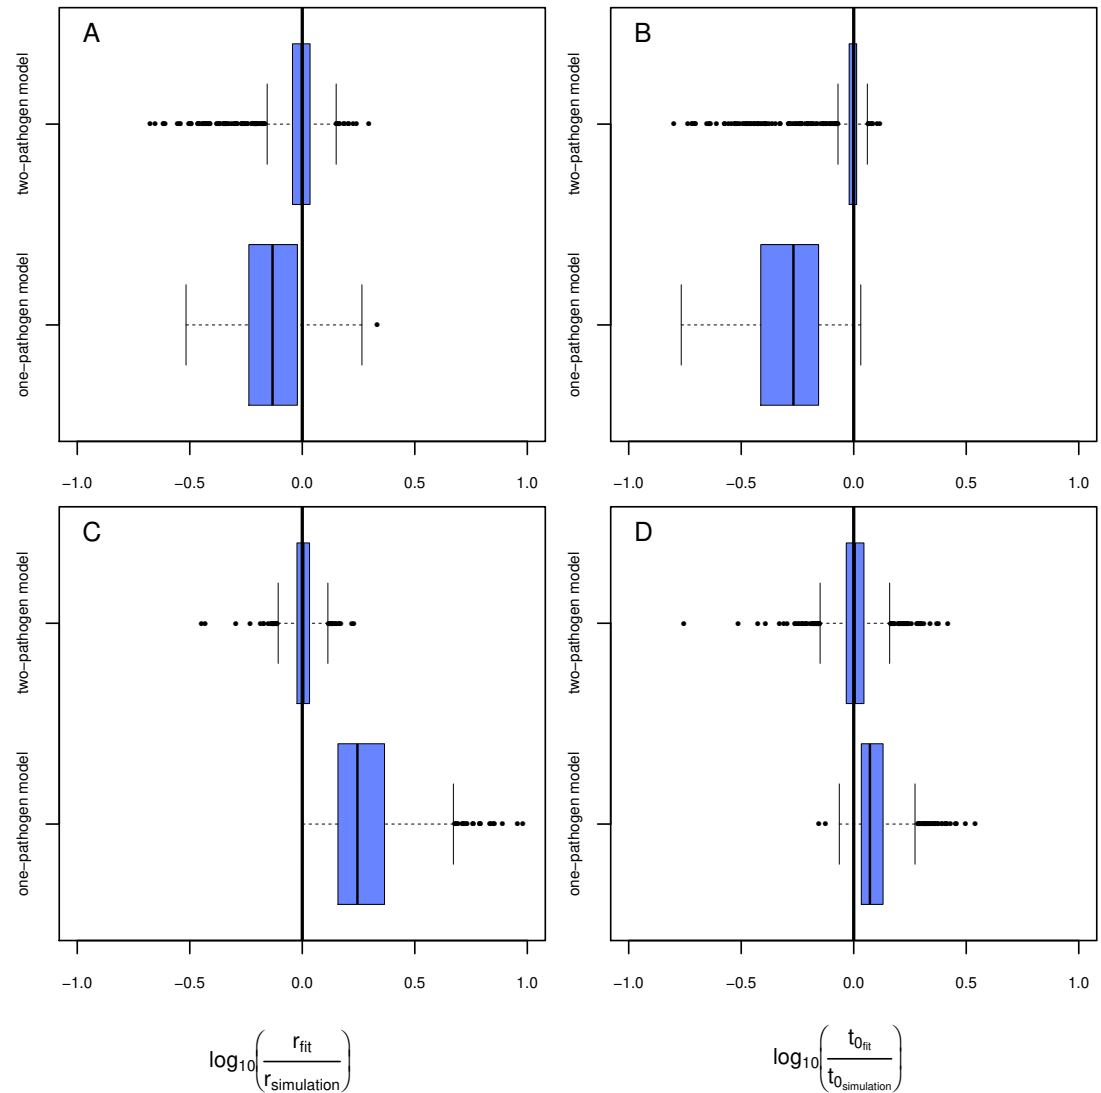 A
two−pathogen model
one−pathogen model
−1.0 −0.5 0.0 0.5 1.0
B
two−pathogen model
one−pathogen model
−1.0 −0.5 0.0 0.5 1.0
C
two−pathogen model
one−pathogen model
−1.0 −0.5 0.0 0.5 1.0
D
two−pathogen model
one−pathogen model
−1.0 −0.5 0.0 0.5 1.0
log10(rfit / rsimulation)
log10(t0fit / t0simulation)